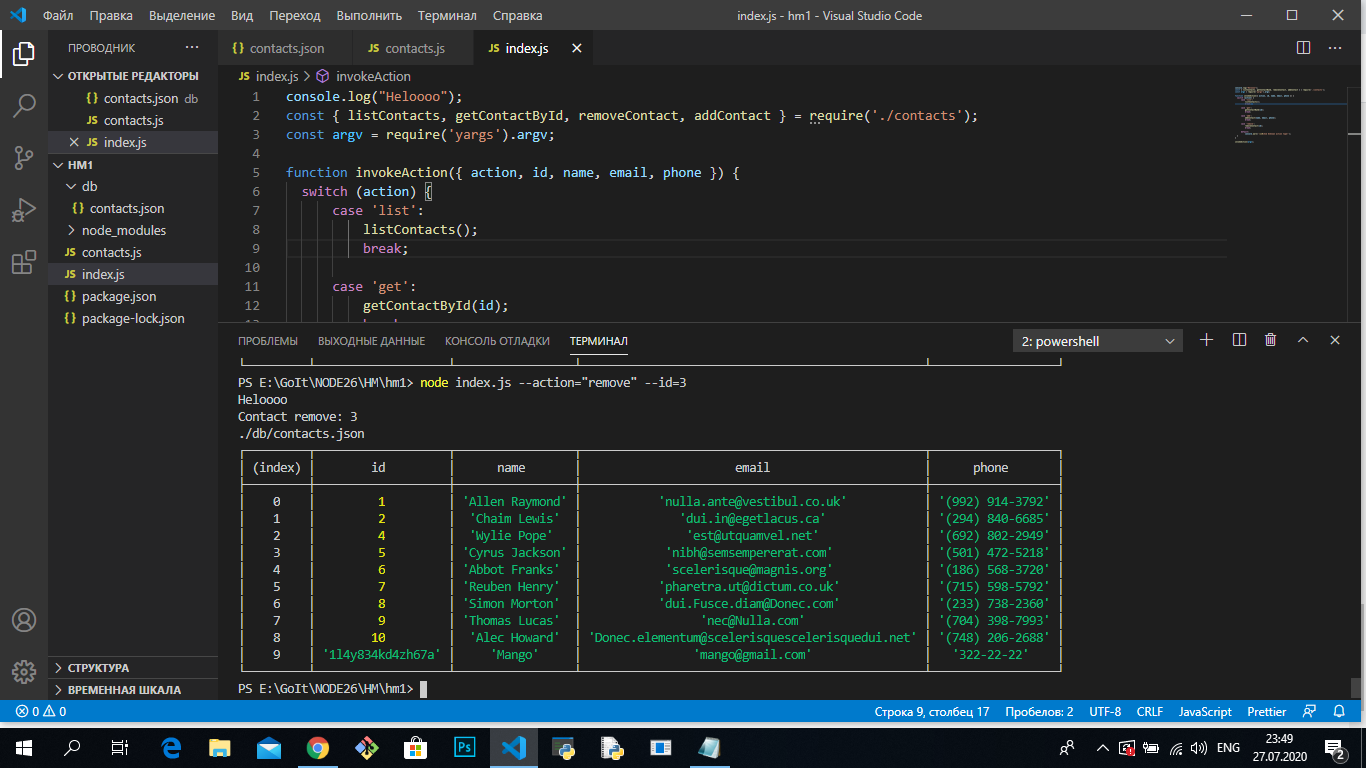 Файл Правка Выделение Вид Переход Выполнить Терминал Справка index.js - hm1 - Visual Studio Code
ПРОВОДНИК ···
ОТКРЫТЫЕ РЕДАКТОРЫ
{} contacts.json db
JS contacts.js
JS index.js
HM1
db
{} contacts.json
node_modules
JS contacts.js
JS index.js
{} package.json
{} package-lock.json
СТРУКТУРА
ВРЕМЕННАЯ ШКАЛА
{} contacts.json JS contacts.js JS index.js
JS index.js > invokeAction
1 console.log("Heloooo");
2 const { listContacts, getContactById, removeContact, addContact } = require('./contacts');
3 const argv = require('yargs').argv;
4
5 function invokeAction({ action, id, name, email, phone }) {
6 switch (action) {
7 case 'list':
8 listContacts();
9 break;
10
11 case 'get':
12 getContactById(id);
ПРОБЛЕМЫ ВЫХОДНЫЕ ДАННЫЕ КОНСОЛЬ ОТЛАДКИ ТЕРМИНАЛ 2: powershell
PS E:\GoIt\NODE26\HM\hm1> node index.js --action="remove" --id=3
Heloooo
Contact remove: 3
./db/contacts.json
(index) id name email phone
0 1 'Allen Raymond' 'nulla.ante@vestibul.co.uk' '(992) 914-3792'
1 2 'Chaim Lewis' 'dui.in@egetlacus.ca' '(294) 840-6685'
2 4 'Wylie Pope' 'est@utquamvel.net' '(692) 802-2949'
3 5 'Cyrus Jackson' 'nibh@semsempererat.com' '(501) 472-5218'
4 6 'Abbot Franks' 'scelerisque@magnis.org' '(186) 568-3720'
5 7 'Reuben Henry' 'pharetra.ut@dictum.co.uk' '(715) 598-5792'
6 8 'Simon Morton' 'dui.Fusce.diam@Donec.com' '(233) 738-2360'
7 9 'Thomas Lucas' 'nec@Nulla.com' '(704) 398-7993'
8 10 'Alec Howard' 'Donec.elementum@scelerisquescelerisquedui.net' '(748) 206-2688'
9 '1l4y834kd4zh67a' 'Mango' 'mango@gmail.com' '322-22-22'
PS E:\GoIt\NODE26\HM\hm1>
0 0 Строка 9, столбец 17 Пробелов: 2 UTF-8 CRLF JavaScript Prettier
Ps ENG 23:49
27.07.2020 2